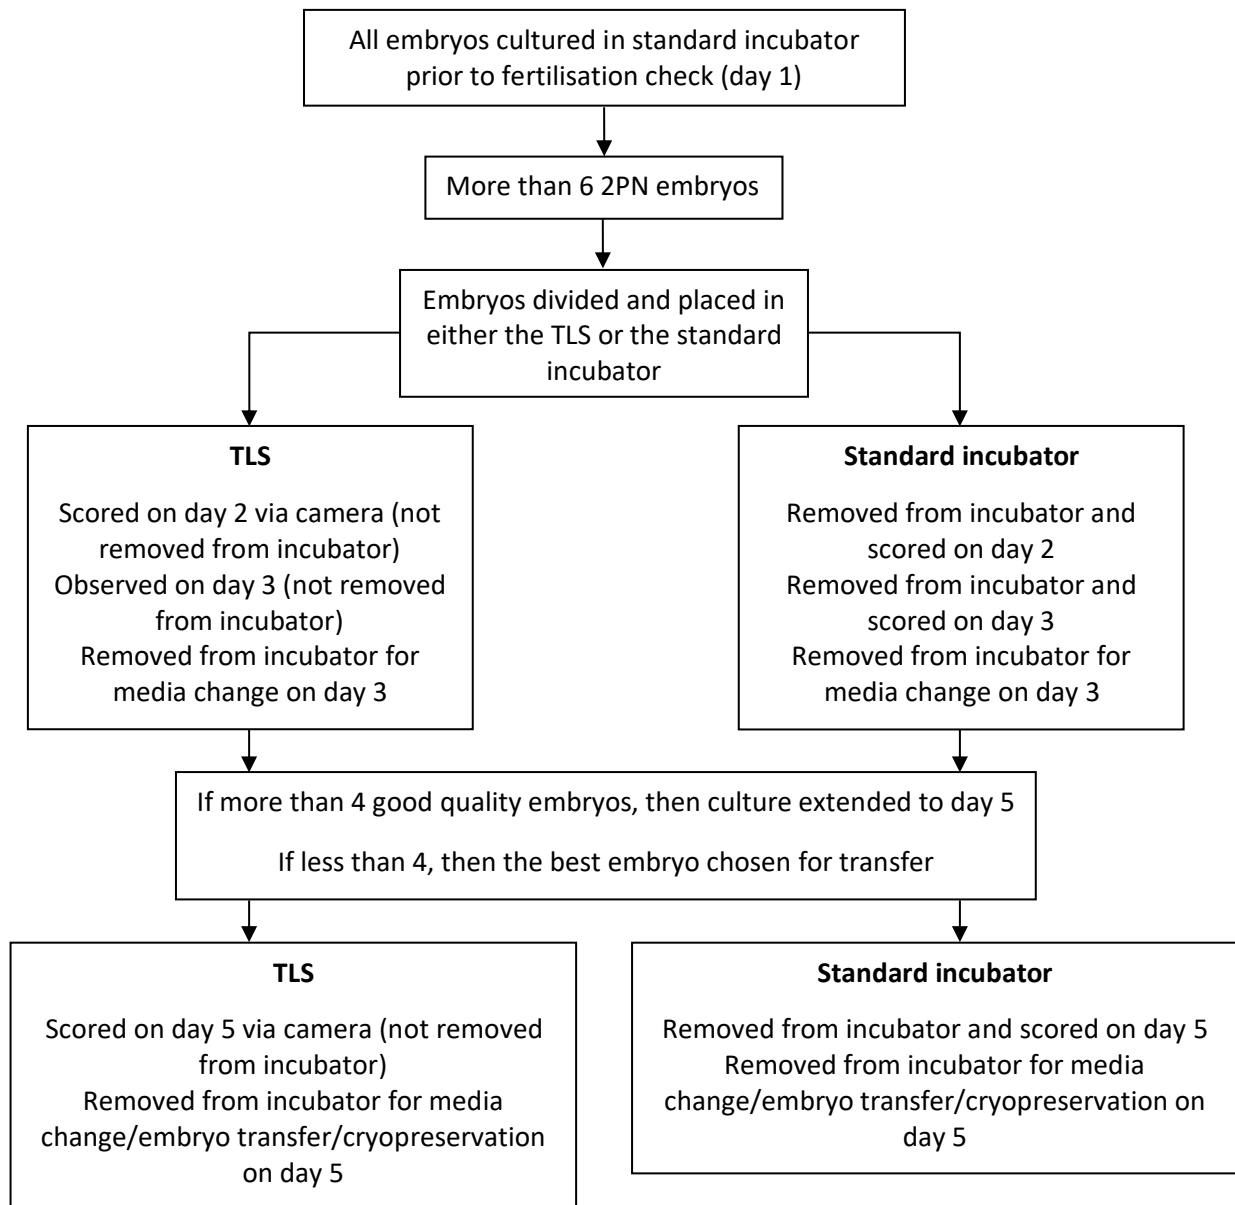 All embryos cultured in standard incubator
prior to fertilisation check (day 1)
More than 6 2PN embryos
Embryos divided and placed in
either the TLS or the standard
incubator
TLS
Scored on day 2 via camera (not
removed from incubator)
Observed on day 3 (not removed
from incubator)
Removed from incubator for
media change on day 3
Standard incubator
Removed from incubator and
scored on day 2
Removed from incubator and
scored on day 3
Removed from incubator for
media change on day 3
If more than 4 good quality embryos, then culture extended to day 5
If less than 4, then the best embryo chosen for transfer
TLS
Scored on day 5 via camera (not removed
from incubator)
Removed from incubator for media
change/embryo transfer/cryopreservation
on day 5
Standard incubator
Removed from incubator and scored on day 5
Removed from incubator for media
change/embryo transfer/cryopreservation on
day 5